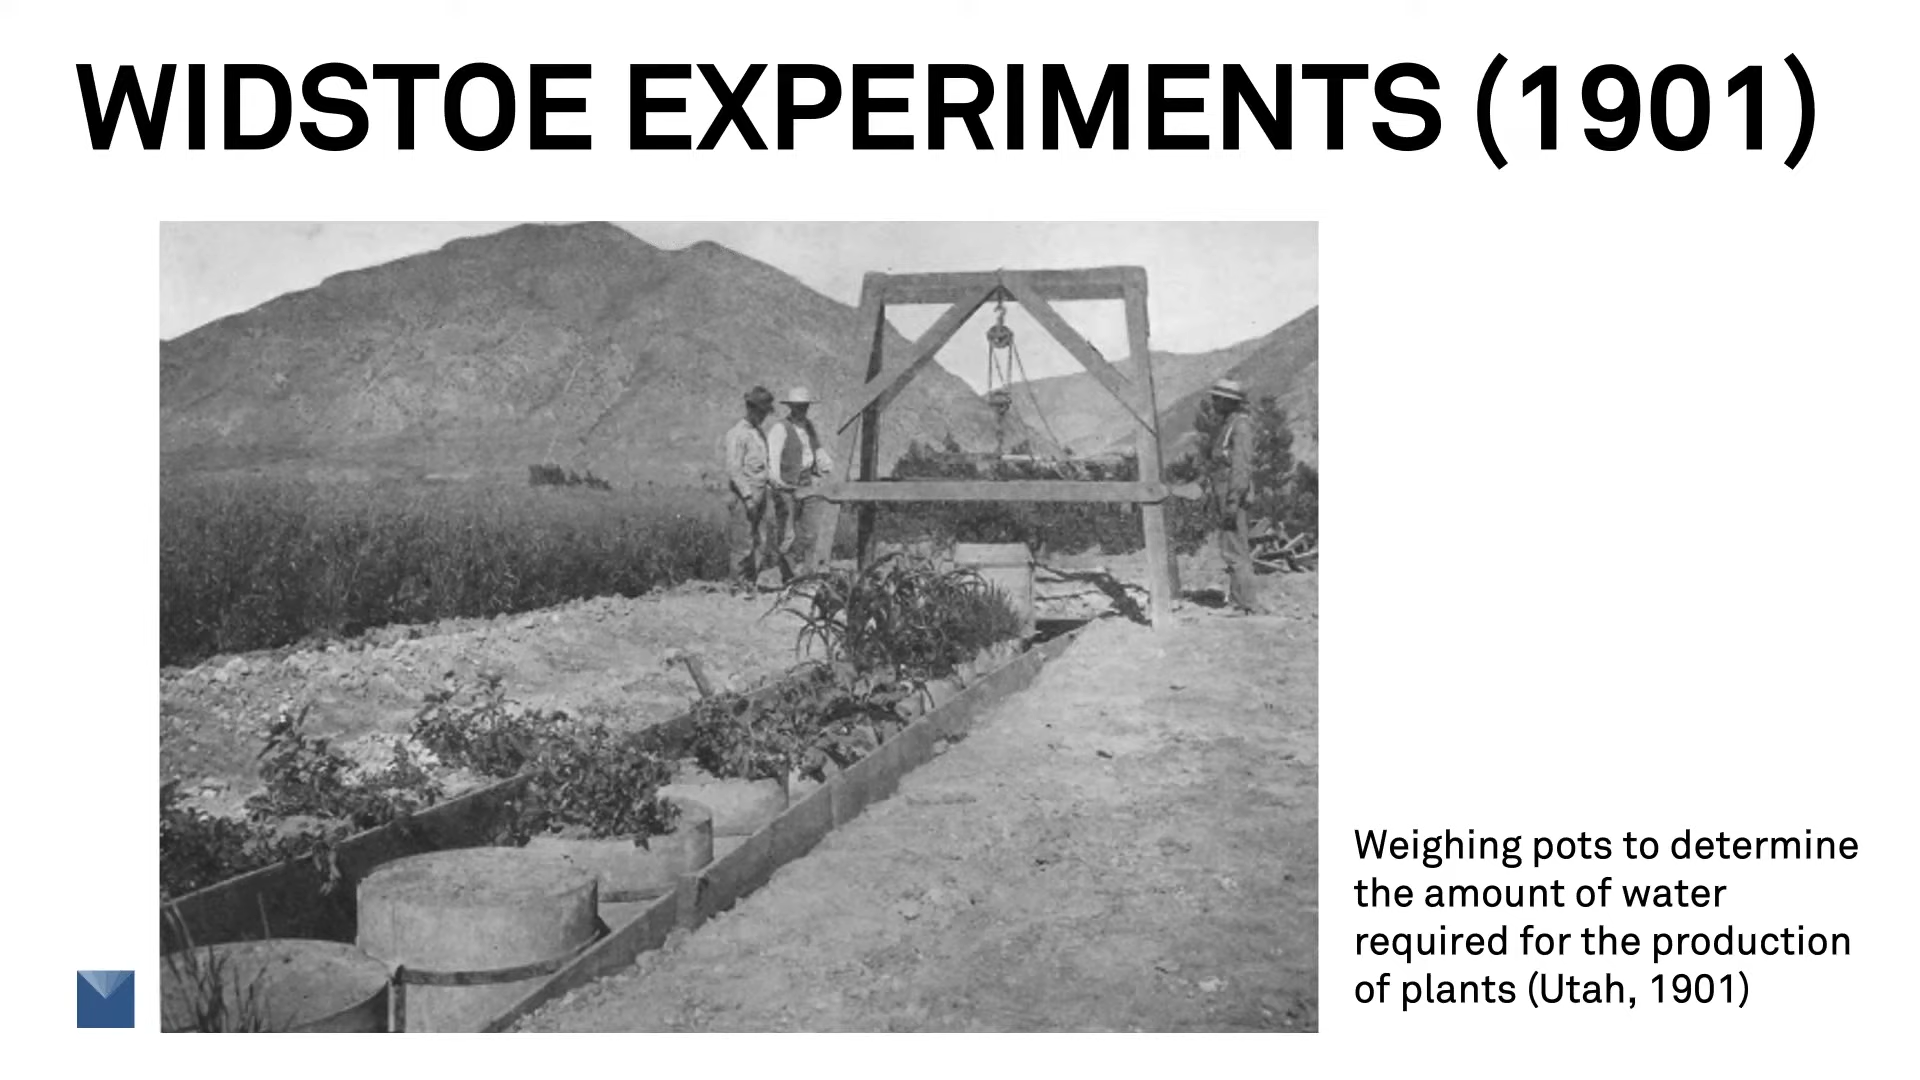 WIDSTOE EXPERIMENTS (1901)
Weighing pots to determine
the amount of water
required for the production
of plants (Utah, 1901)